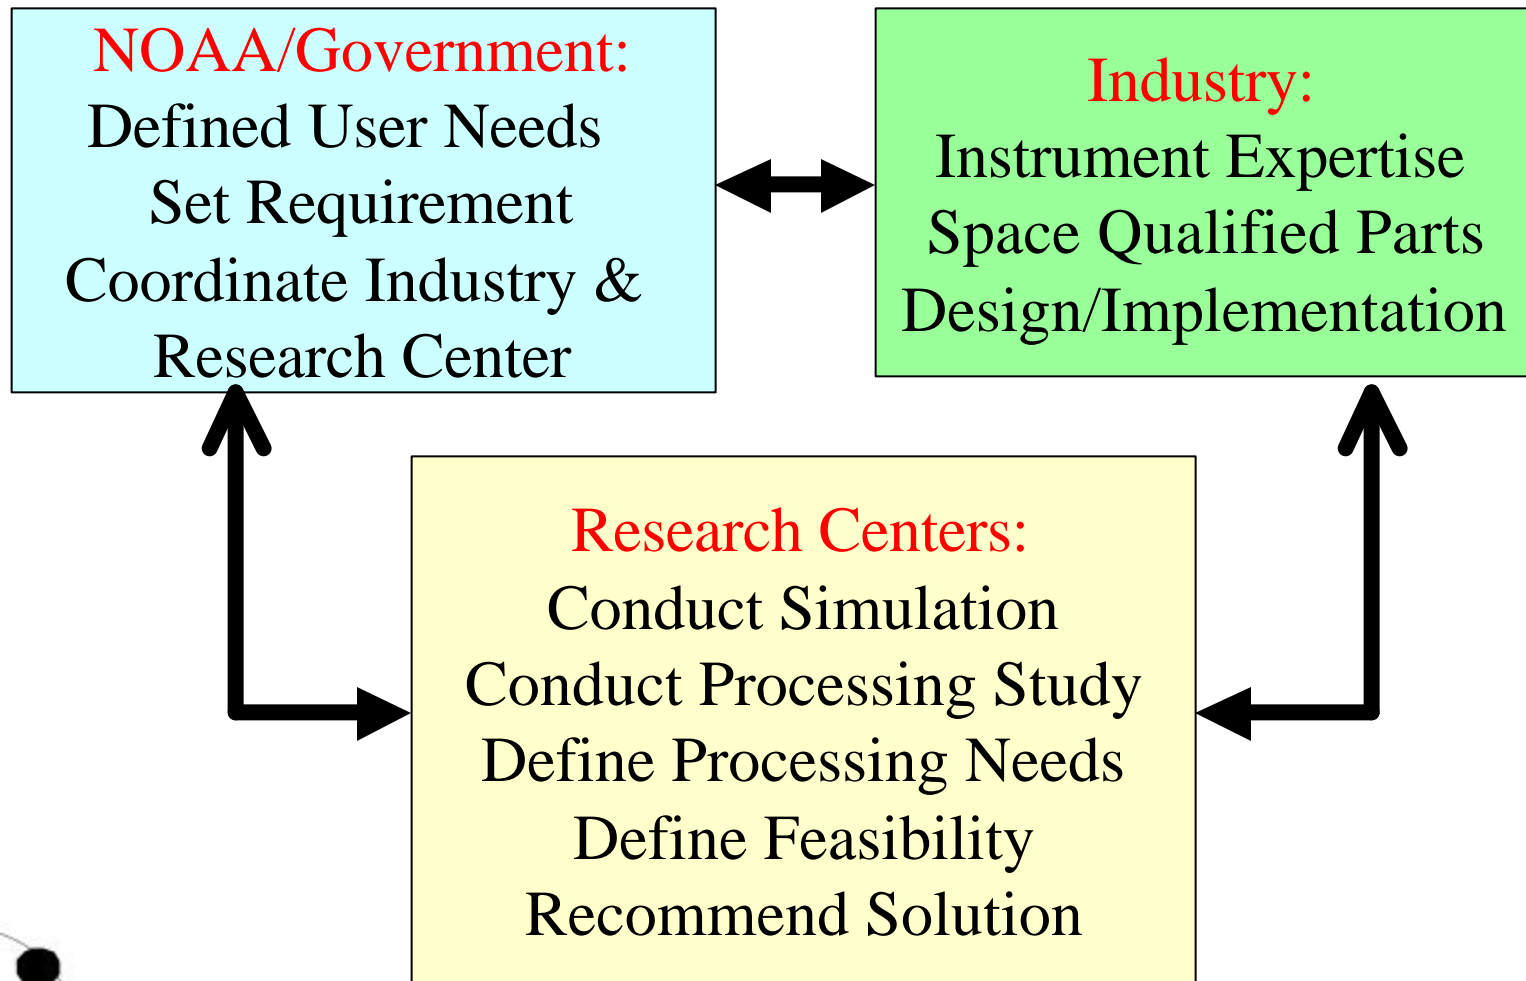 NOAA/Government:
Defined User Needs
Set Requirement
Coordinate Industry &
Research Center
Industry:
Instrument Expertise
Space Qualified Parts
Design/Implementation
Research Centers:
Conduct Simulation
Conduct Processing Study
Define Processing Needs
Define Feasibility
Recommend Solution